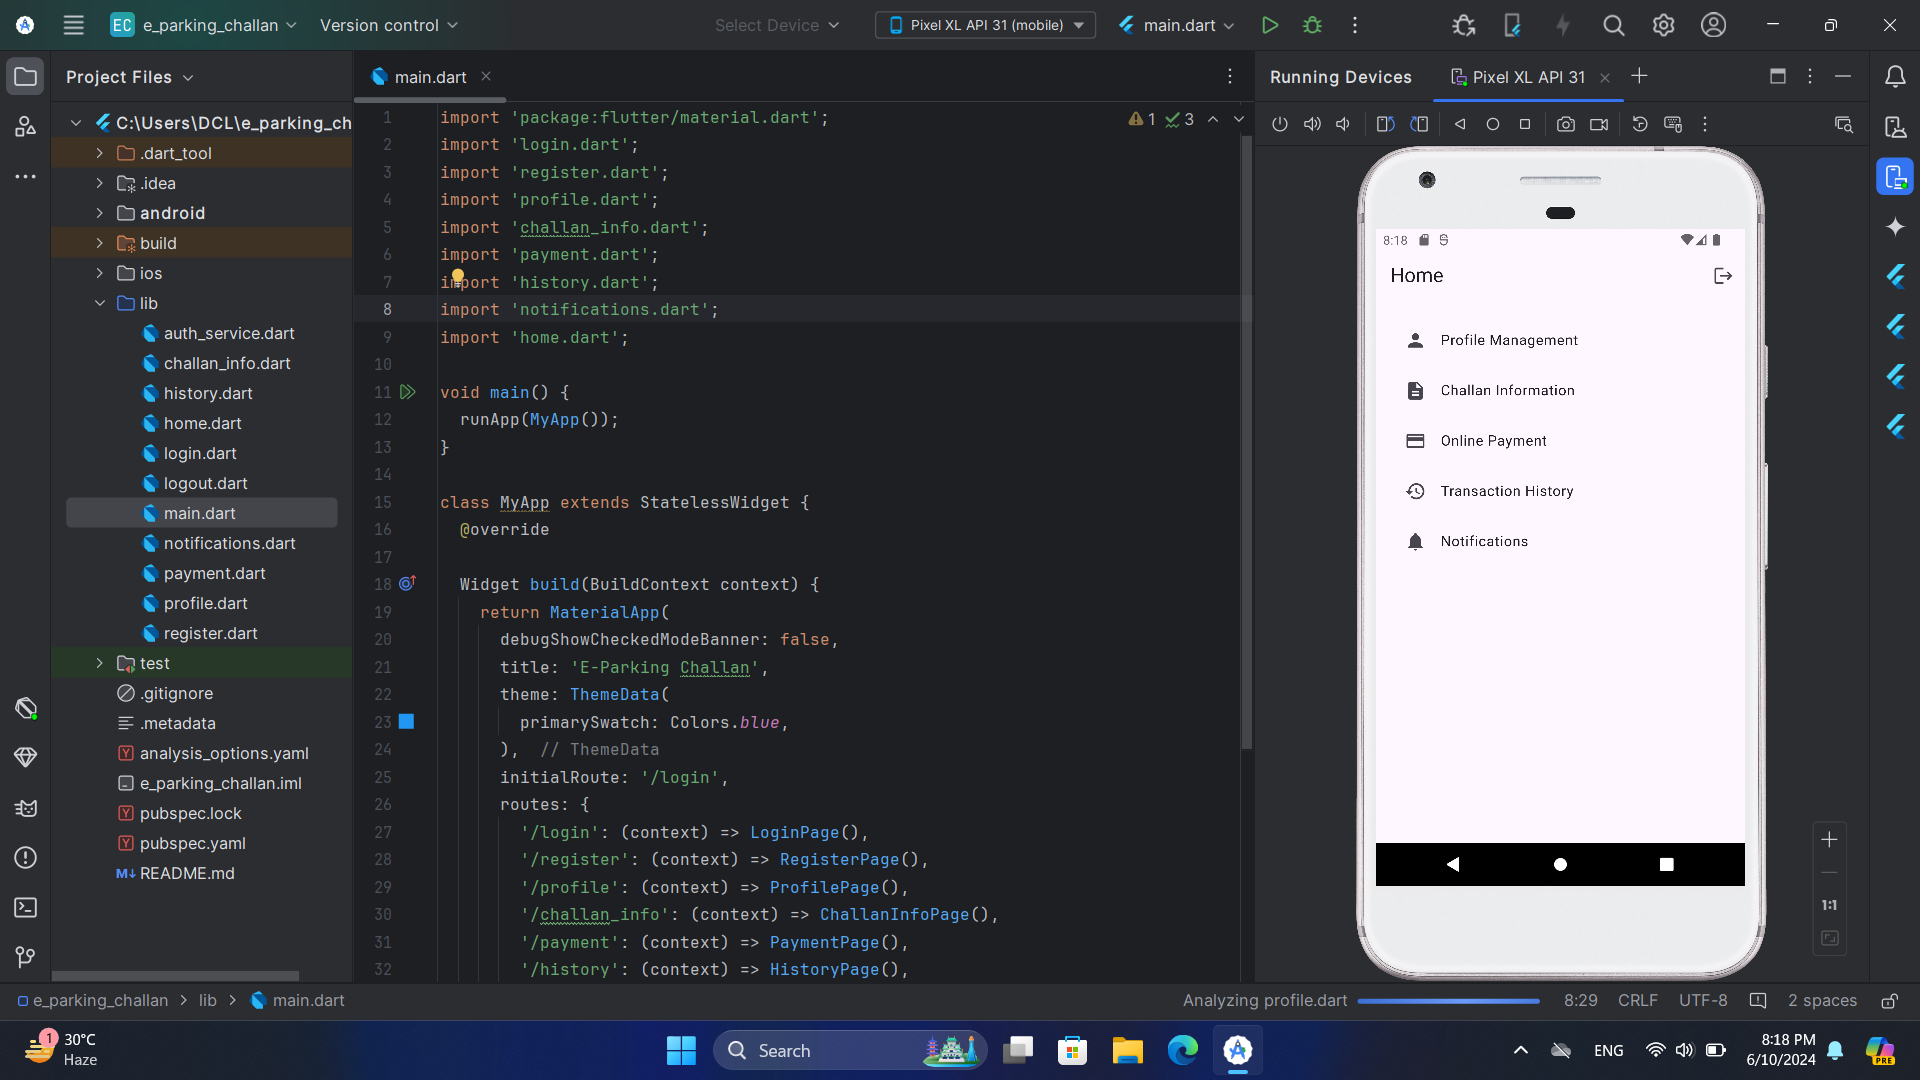 EC e_parking_challan Version control Select Device Pixel XL API 31 (mobile) main.dart
Project Files
C:\Users\DCL\e_parking_ch
.dart_tool
.idea
android
build
ios
lib
auth_service.dart
challan_info.dart
history.dart
home.dart
login.dart
logout.dart
main.dart
notifications.dart
payment.dart
profile.dart
register.dart
test
.gitignore
.metadata
analysis_options.yaml
e_parking_challan.iml
pubspec.lock
pubspec.yaml
M↓ README.md
main.dart
1 3
1 import 'package:flutter/material.dart';
2 import 'login.dart';
3 import 'register.dart';
4 import 'profile.dart';
5 import 'challan_info.dart';
6 import 'payment.dart';
7 import 'history.dart';
8 import 'notifications.dart';
9 import 'home.dart';
10
11 void main() {
12 runApp(MyApp());
13 }
14
15 class MyApp extends StatelessWidget {
16 @override
17
18 Widget build(BuildContext context) {
19 return MaterialApp(
20 debugShowCheckedModeBanner: false,
21 title: 'E-Parking Challan',
22 theme: ThemeData(
23 primarySwatch: Colors.blue,
24 ), // ThemeData
25 initialRoute: '/login',
26 routes: {
27 '/login': (context) => LoginPage(),
28 '/register': (context) => RegisterPage(),
29 '/profile': (context) => ProfilePage(),
30 '/challan_info': (context) => ChallanInfoPage(),
31 '/payment': (context) => PaymentPage(),
32 '/history': (context) => HistoryPage(),
Running Devices Pixel XL API 31
8:18
Home
Profile Management
Challan Information
Online Payment
Transaction History
Notifications
1:1
e_parking_challan > lib > main.dart
Analyzing profile.dart 8:29 CRLF UTF-8 2 spaces
1
30°C
Haze
Search
ENG
8:18 PM
6/10/2024
PRE